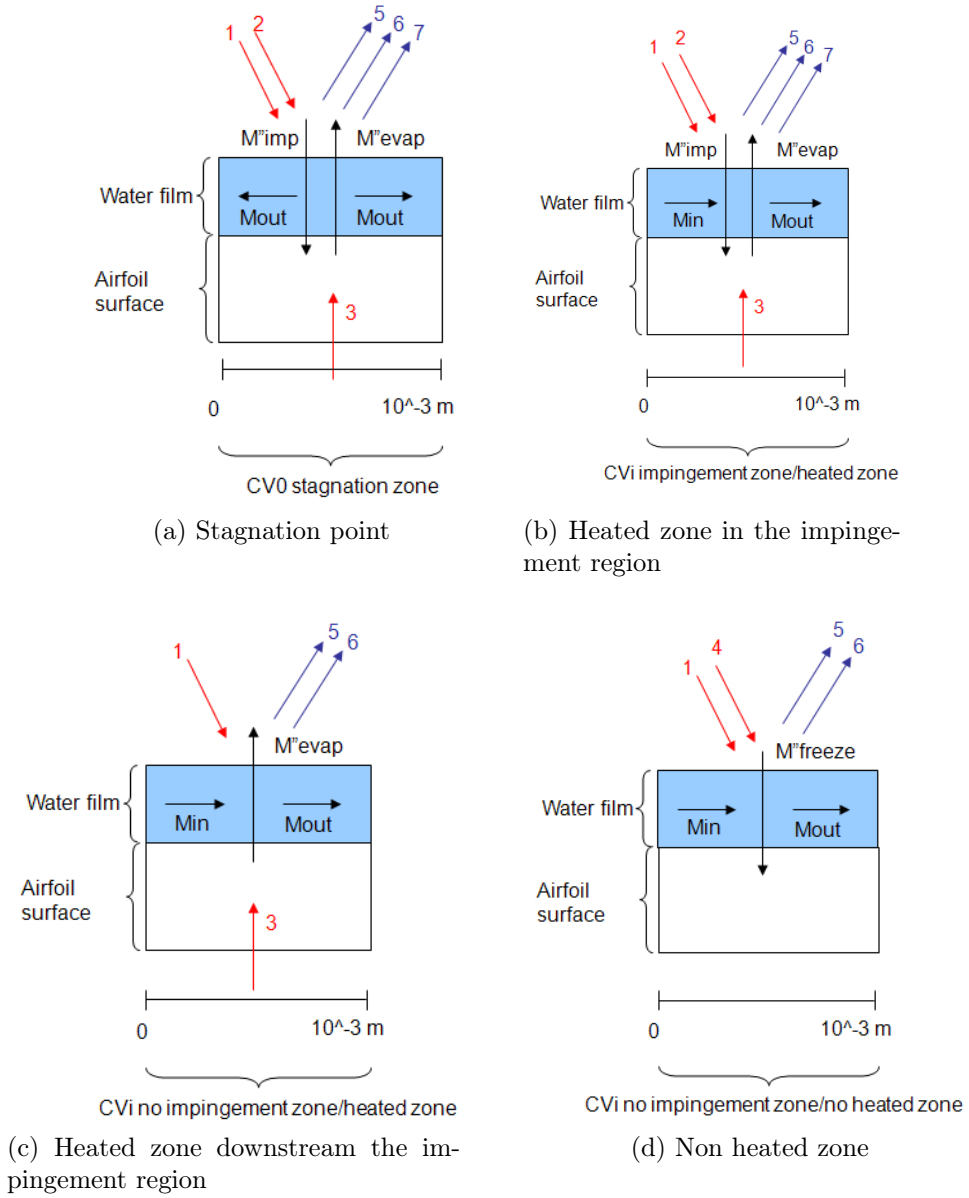 1
2
5
6
7
M"imp
M"evap
Water film
Mout
Mout
Airfoil
surface
3
0
10^-3 m
CV0 stagnation zone
(a) Stagnation point
1
2
5
6
7
M"imp
M"evap
Water film
Min
Mout
Airfoil
surface
3
0
10^-3 m
CVi impingement zone/heated zone
(b) Heated zone in the impinge-
ment region
1
5
6
M"evap
Water film
Min
Mout
Airfoil
surface
3
0
10^-3 m
CVi no impingement zone/heated zone
(c) Heated zone downstream the im-
pingement region
1
4
5
6
M"freeze
Water film
Min
Mout
Airfoil
surface
0
10^-3 m
CVi no impingement zone/no heated zone
(d) Non heated zone